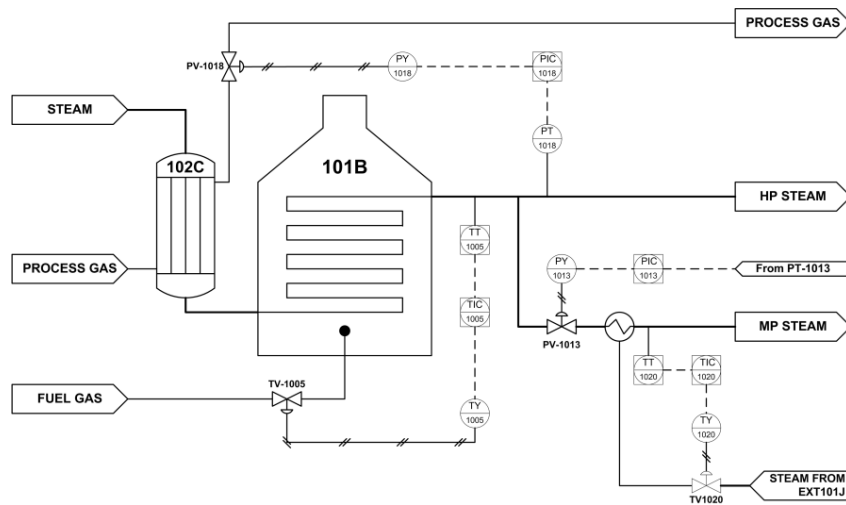 PROCESS GAS
PV-1018
PY
1018
PIC
1018
STEAM
PT
1018
102C
101B
HP STEAM
TT
1005
PROCESS GAS
PY
1013
PIC
1013
From PT-1013
TIC
1005
MP STEAM
PV-1013
TT
1020
TIC
1020
TV-1005
FUEL GAS
TY
1005
TY
1020
STEAM FROM
EXT101J
TV1020